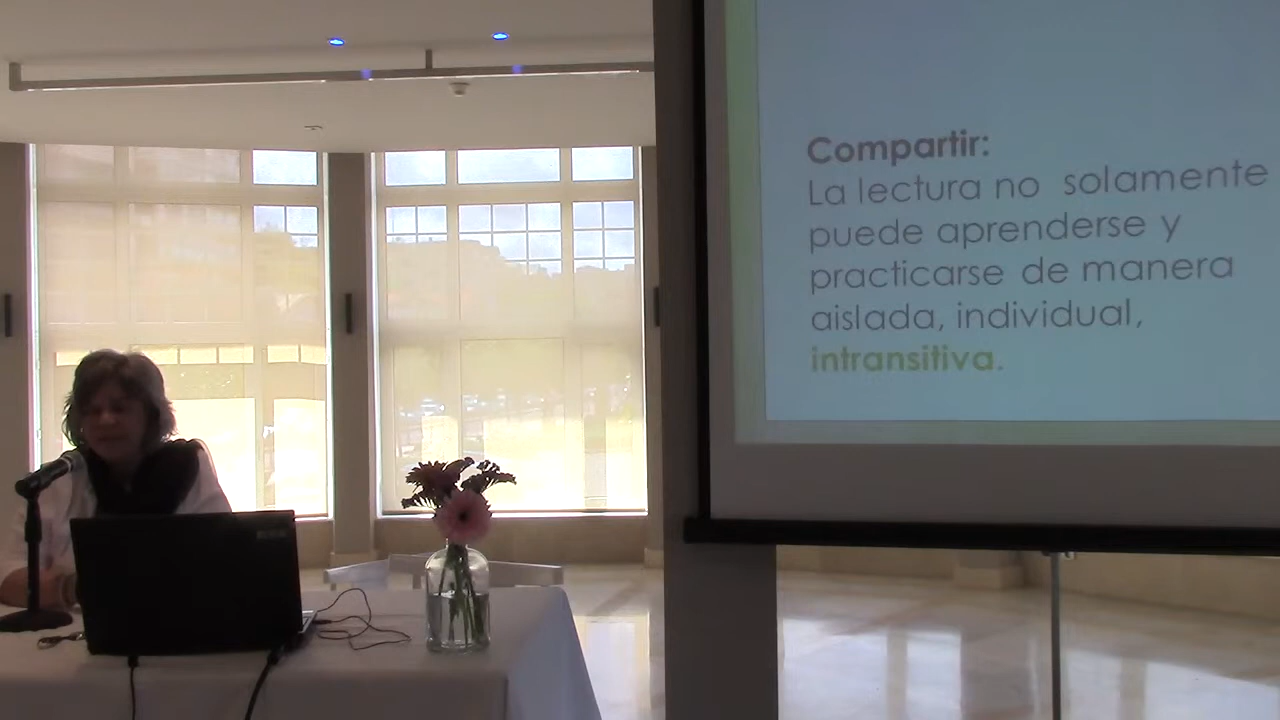 Compartir:
La lectura no solamente
puede aprenderse y
practicarse de manera
aislada, individual,
intransitiva.